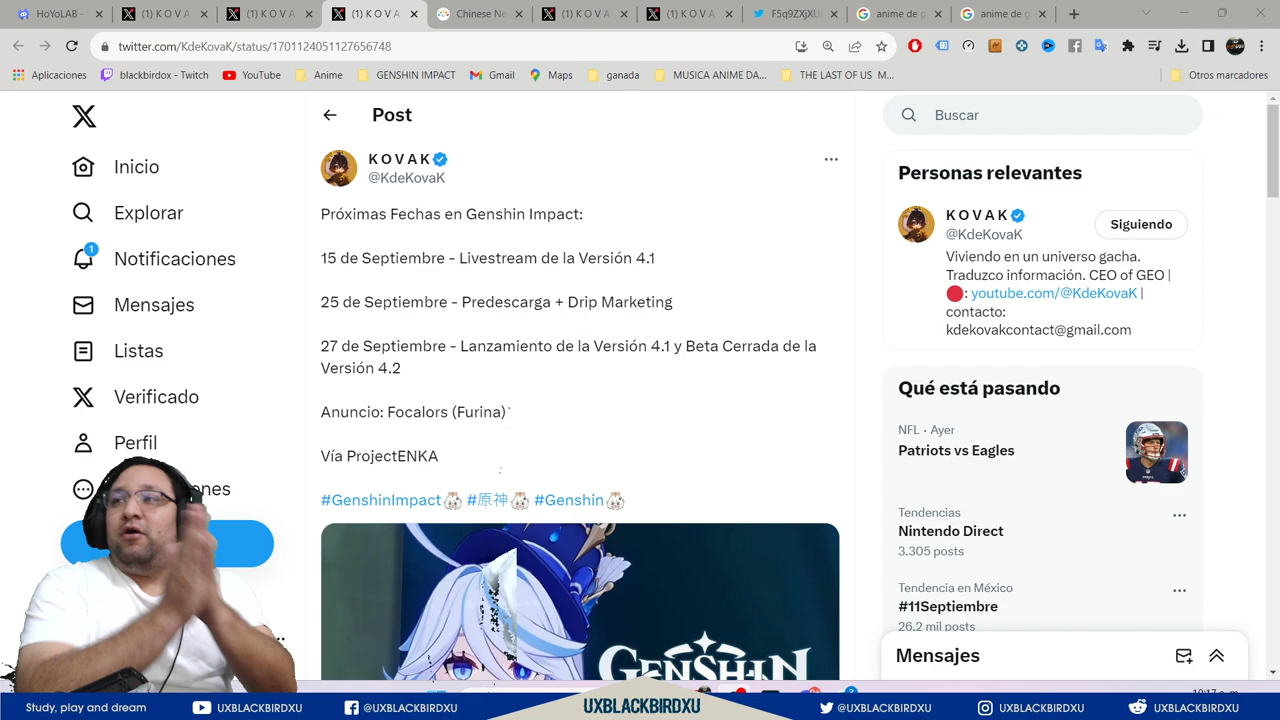 HoYoLAB -
(1) K O V A
(1) K O V A
(1) K O V A
Chinese Ne
(1) K O V A
(1) K O V A
F5q9ZXjXU
anime de g
anime de g
twitter.com/KdeKovaK/status/1701124051127656748
Aplicaciones
blackbirdox - Twitch
YouTube
Anime
GENSHIN IMPACT
Gmail
Maps
ganada
MUSICA ANIME DA...
THE LAST OF US M...
Otros marcadores
Inicio
Explorar
1
Notificaciones
Mensajes
Listas
Verificado
Perfil
ones
Post
K O V A K
@KdeKovaK
Próximas Fechas en Genshin Impact:
15 de Septiembre - Livestream de la Versión 4.1
25 de Septiembre - Predescarga + Drip Marketing
27 de Septiembre - Lanzamiento de la Versión 4.1 y Beta Cerrada de la
Versión 4.2
Anuncio: Focalors (Furina)
Vía ProjectENKA
#GenshinImpact #原神 #Genshin
GENSHIN
Buscar
Personas relevantes
K O V A K
@KdeKovaK
Siguiendo
Viviendo en un universo gacha.
Traduzco información. CEO of GEO |
: youtube.com/@KdeKovaK |
contacto:
kdekovakcontact@gmail.com
Qué está pasando
NFL · Ayer
Patriots vs Eagles
Tendencias
Nintendo Direct
3.305 posts
Tendencia en México
#11Septiembre
26,2 mil posts
Mensajes
Study, play and dream
UXBLACKBIRDXU
@UXBLACKBIRDXU
UXBLACKBIRDXU
@UXBLACKBIRDXU
UXBLACKBIRDXU
UXBLACKBIRDXU